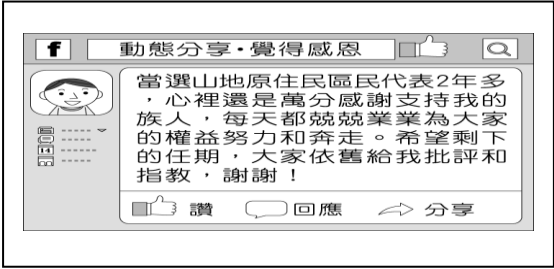 f 動態分享·覺得感恩
當選山地原住民區民代表2年多
，心裡還是萬分感謝支持我的
族人，每天都兢兢業業為大家
的權益努力和奔走。希望剩下
的任期，大家依舊給我批評和
指教，謝謝！
14
讚 回應 分享